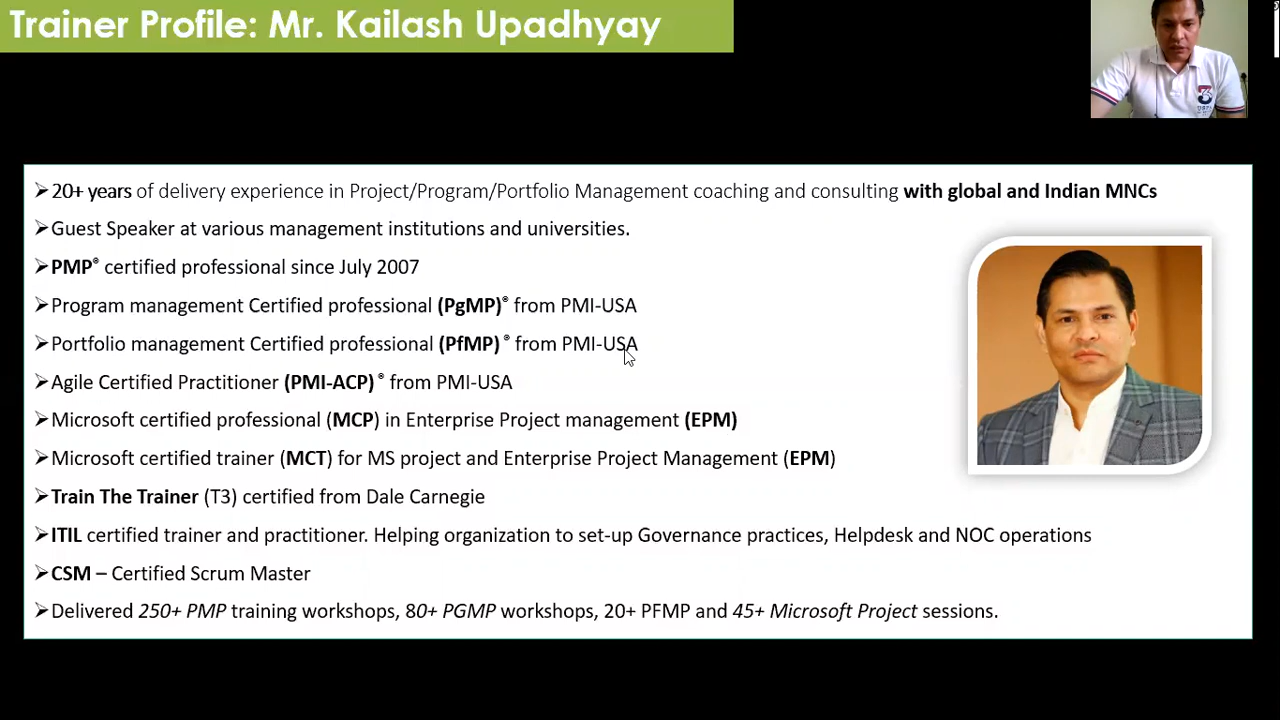 Trainer Profile: Mr. Kailash Upadhyay
➢20+ years of delivery experience in Project/Program/Portfolio Management coaching and consulting with global and Indian MNCs
➢Guest Speaker at various management institutions and universities.
➢PMP® certified professional since July 2007
➢Program management Certified professional (PgMP)® from PMI-USA
➢Portfolio management Certified professional (PfMP) ® from PMI-USA
➢Agile Certified Practitioner (PMI-ACP) ® from PMI-USA
➢Microsoft certified professional (MCP) in Enterprise Project management (EPM)
➢Microsoft certified trainer (MCT) for MS project and Enterprise Project Management (EPM)
➢Train The Trainer (T3) certified from Dale Carnegie
➢ITIL certified trainer and practitioner. Helping organization to set-up Governance practices, Helpdesk and NOC operations
➢CSM – Certified Scrum Master
➢Delivered 250+ PMP training workshops, 80+ PGMP workshops, 20+ PFMP and 45+ Microsoft Project sessions.